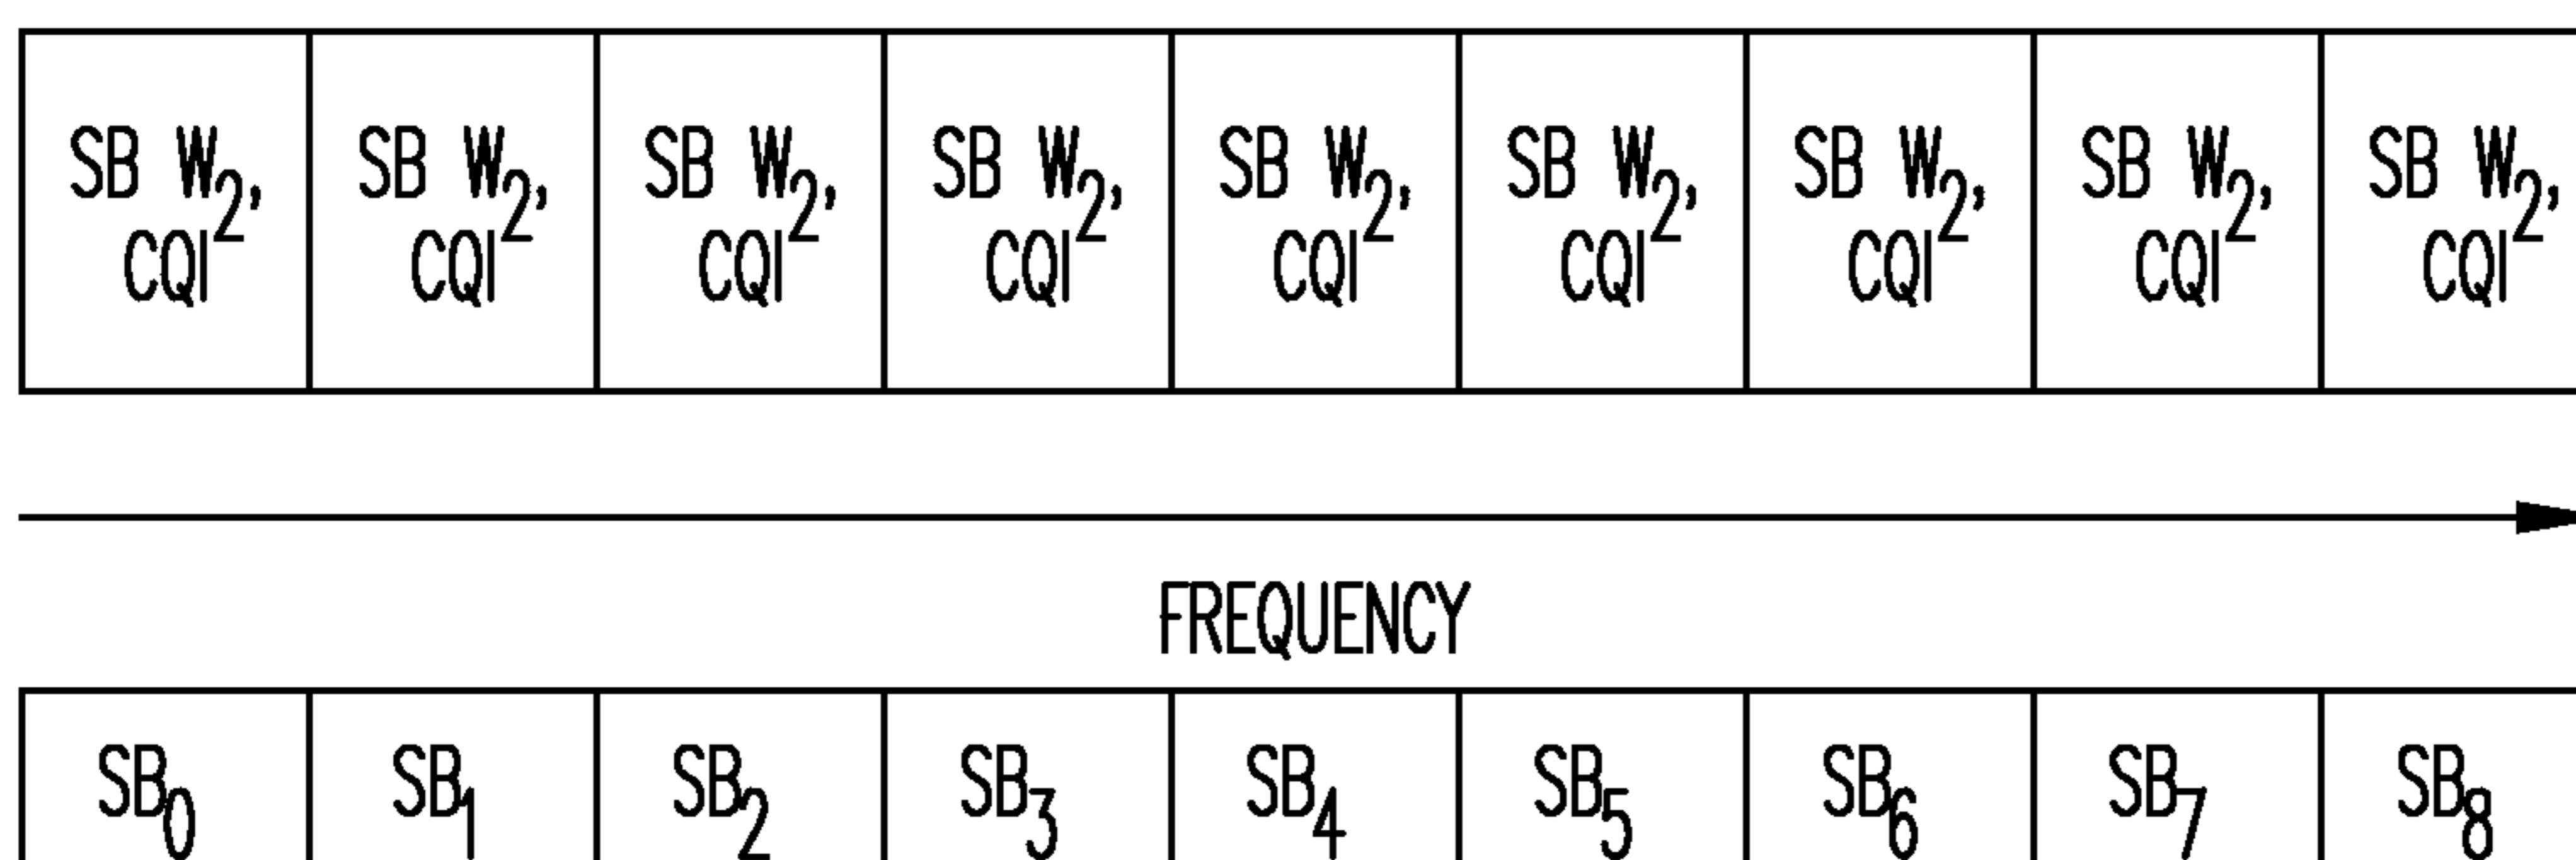 SB W₂, SB W₂, SB W₂, SB W₂, SB W₂, SB W₂, SB W₂, SB W₂, SB W₂,
CQI CQI CQI CQI CQI CQI CQI CQI CQI
FREQUENCY
SB₀ SB₁ SB₂ SB₃ SB₄ SB₅ SB₆ SB₇ SB₈